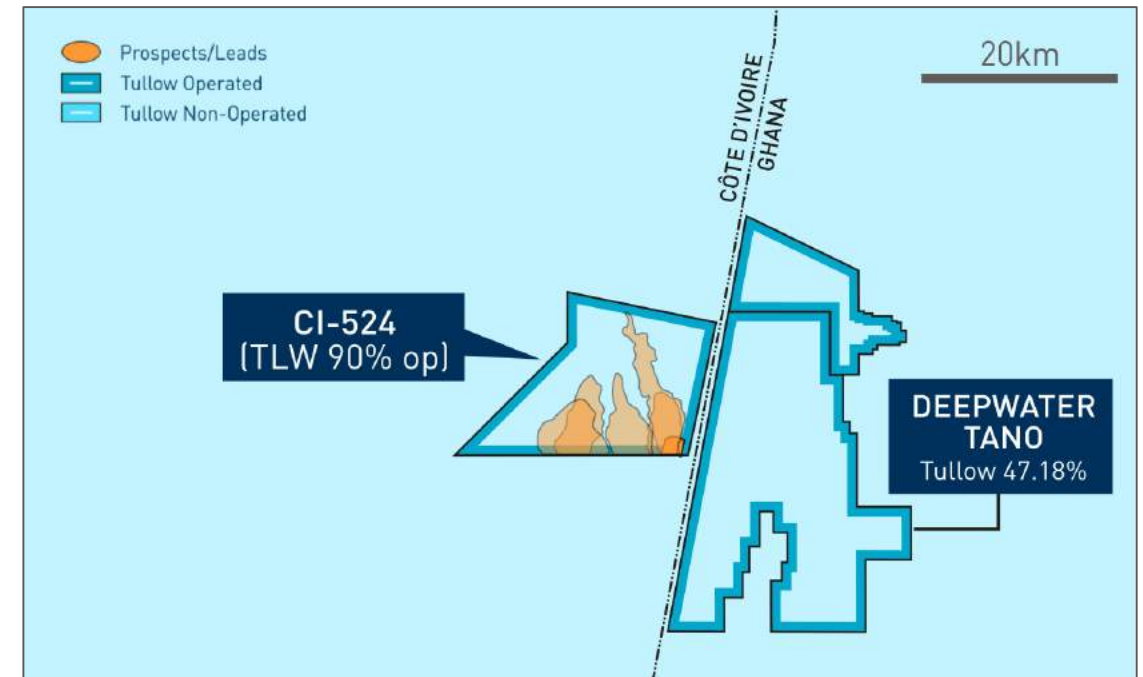 Prospects/Leads
Tullow Operated
Tullow Non-Operated
20km
CÔTE D'IVOIRE
GHANA
CI-524
(TLW 90% op)
DEEPWATER
TANO
Tullow 47.18%